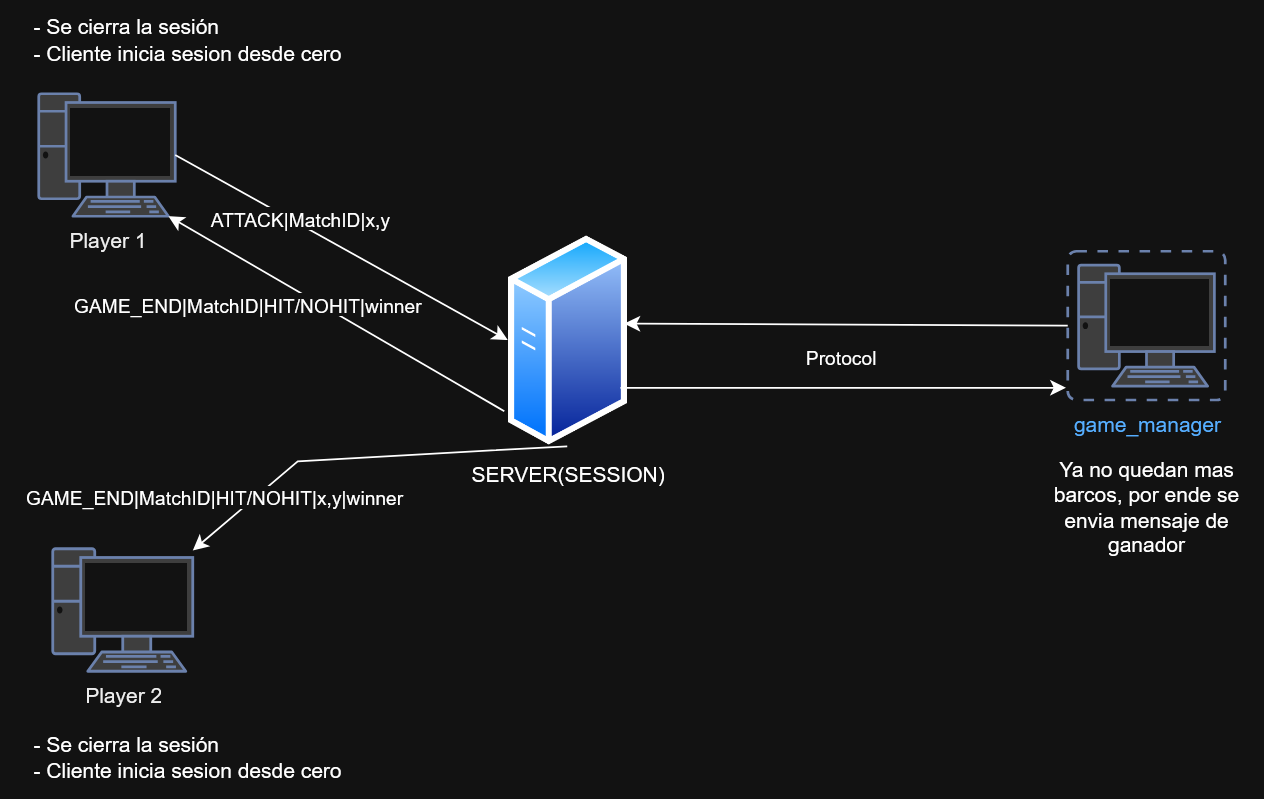 - Se cierra la sesión
- Cliente inicia sesion desde cero
Player 1
ATTACK|MatchID|x,y
GAME_END|MatchID|HIT/NOHIT|winner
SERVER(SESSION)
Protocol
game_manager
Ya no quedan mas
barcos, por ende se
envia mensaje de
ganador
GAME_END|MatchID|HIT/NOHIT|x,y|winner
Player 2
- Se cierra la sesión
- Cliente inicia sesion desde cero